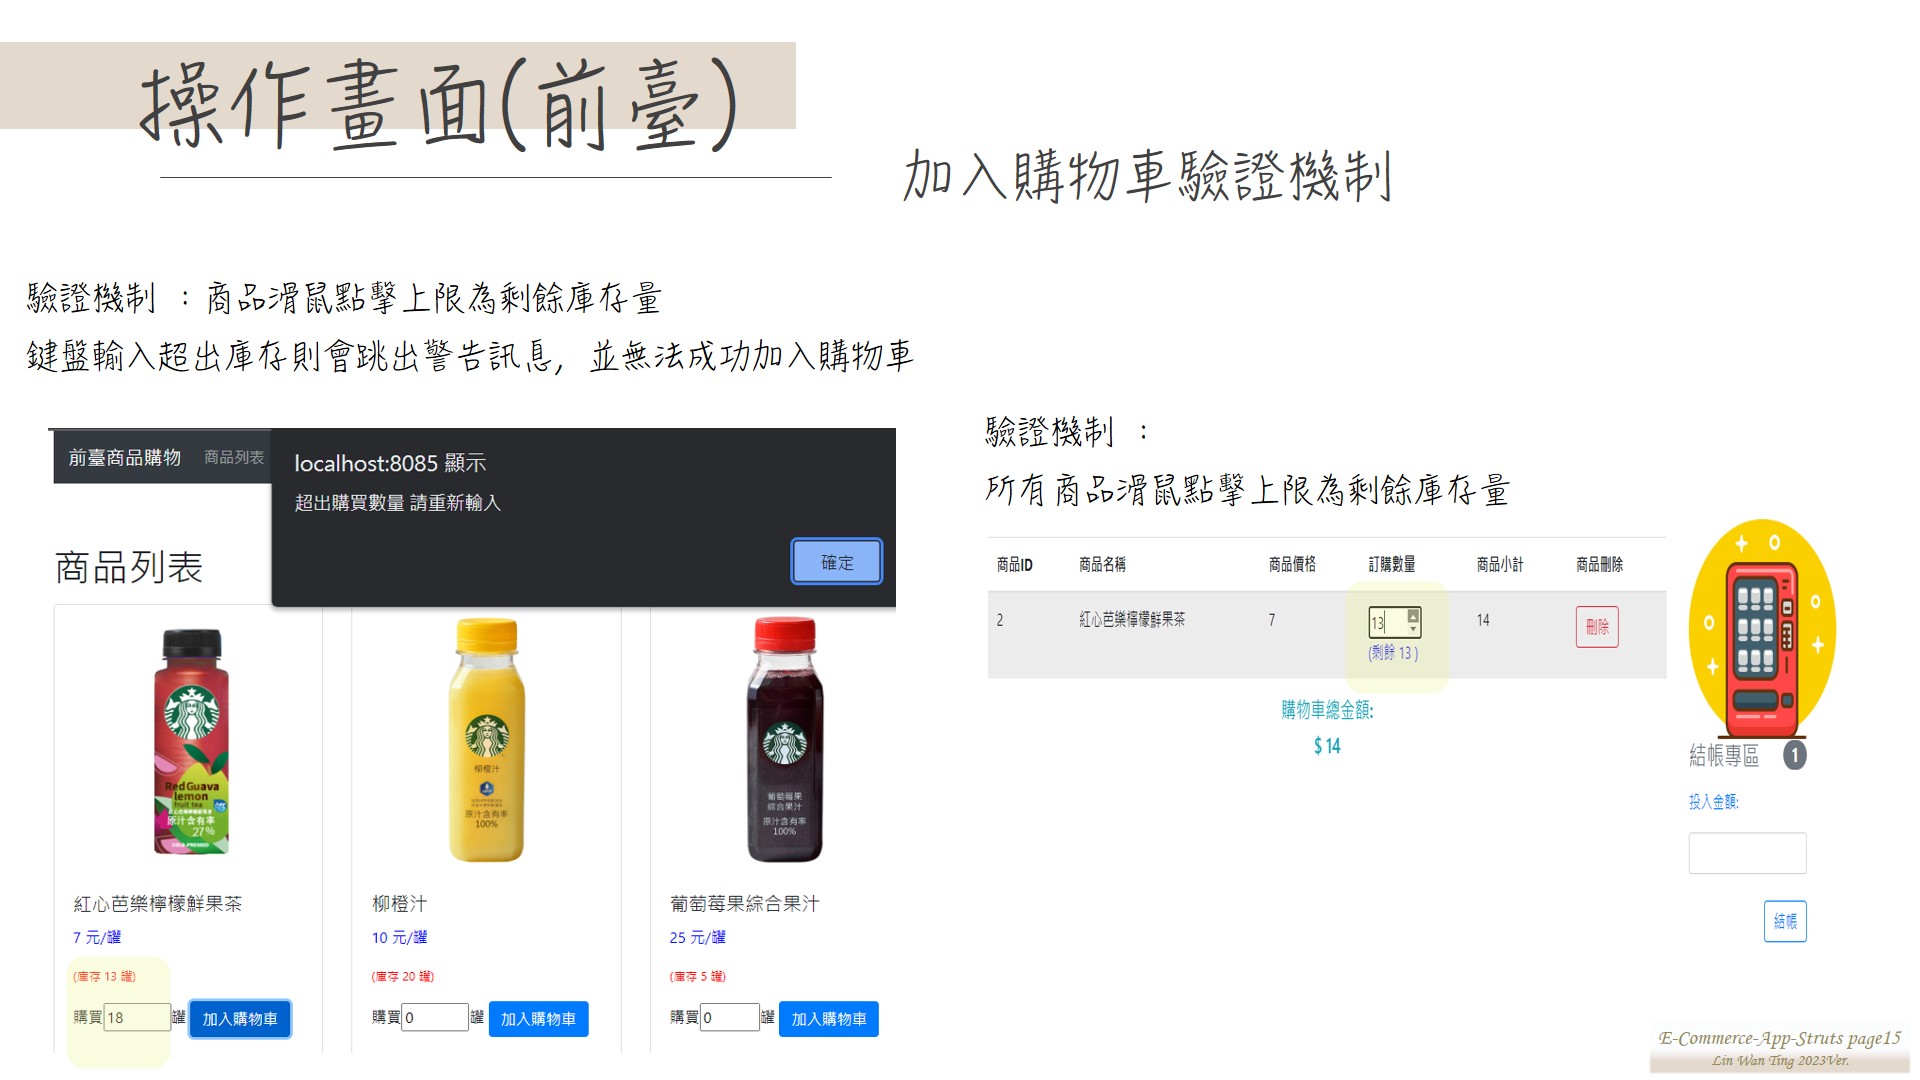 操作畫面(前臺)
加入購物車驗證機制
驗證機制 ：商品滑鼠點擊上限為剩餘庫存量
鍵盤輸入超出庫存則會跳出警告訊息, 並無法成功加入購物車
前臺商品購物 商品列表
localhost:8085 顯示
超出購買數量 請重新輸入
確定
商品列表
Red Guava
lemon
fruit tea
原汁含有率
27%
COLD-PRESSED
柳橙汁
原汁含有率
100%
葡萄莓果
綜合果汁
原汁含有率
100%
紅心芭樂檸檬鮮果茶
7 元/罐
(庫存 13 罐)
購買 18 罐 加入購物車
柳橙汁
10 元/罐
(庫存 20 罐)
購買 0 罐 加入購物車
葡萄莓果綜合果汁
25 元/罐
(庫存 5 罐)
購買 0 罐 加入購物車
驗證機制 ：
所有商品滑鼠點擊上限為剩餘庫存量
商品ID 商品名稱 商品價格 訂購數量 商品小計 商品刪除
2 紅心芭樂檸檬鮮果茶 7 13 14 刪除
(剩餘 13 )
購物車總金額:
$ 14
結帳專區 1
投入金額:
結帳
E-Commerce-App-Struts page15
Lin Wan Ting 2023Ver.